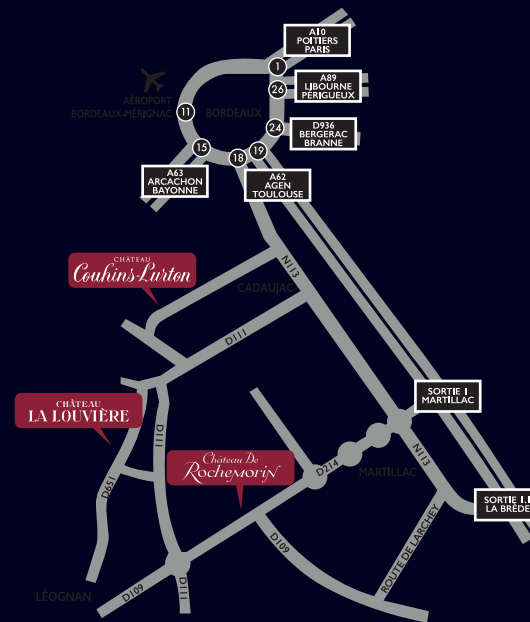 A10
POITIERS
PARIS
1
A89
LIBOURNE
PÉRIGUEUX
26
AÉROPORT
BORDEAUX-MÉRIGNAC
11
BORDEAUX
24
D936
BERGERAC
BRANNE
15
18
19
A63
ARCACHON
BAYONNE
A62
AGEN
TOULOUSE
CHÂTEAU
Couhins-Lurton
N113
CADAUJAC
D111
SORTIE 1
MARTILLAC
CHÂTEAU
LA LOUVIÈRE
D111
Château De
Rochemorin
D214
MARTILLAC
N113
D651
SORTIE 1.1
LA BRÈDE
D109
ROUTE DE LARCHEY
LÉOGNAN
D109
D111